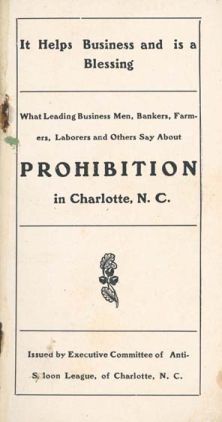 It Helps Business and is a
Blessing
What Leading Business Men, Bankers, Farm-
ers, Laborers and Others Say About
PROHIBITION
in Charlotte, N. C.
Issued by Executive Committee of Anti-
Saloon League, of Charlotte, N. C.